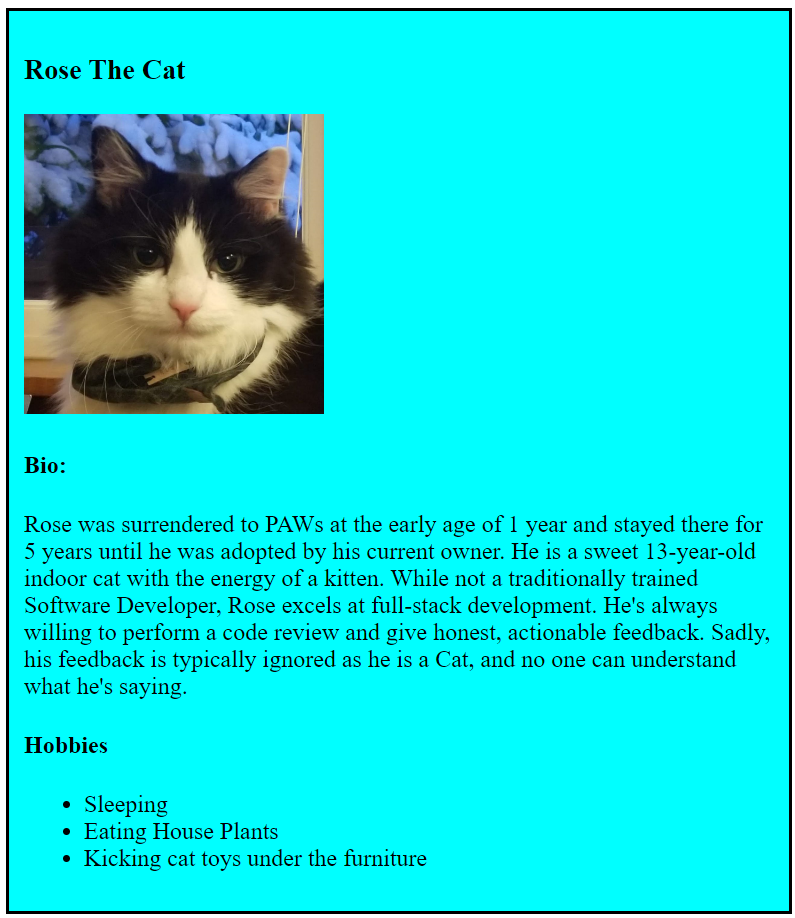 Rose The Cat
Bio:
Rose was surrendered to PAWs at the early age of 1 year and stayed there for
5 years until he was adopted by his current owner. He is a sweet 13-year-old
indoor cat with the energy of a kitten. While not a traditionally trained
Software Developer, Rose excels at full-stack development. He's always
willing to perform a code review and give honest, actionable feedback. Sadly,
his feedback is typically ignored as he is a Cat, and no one can understand
what he's saying.
Hobbies
• Sleeping
• Eating House Plants
• Kicking cat toys under the furniture